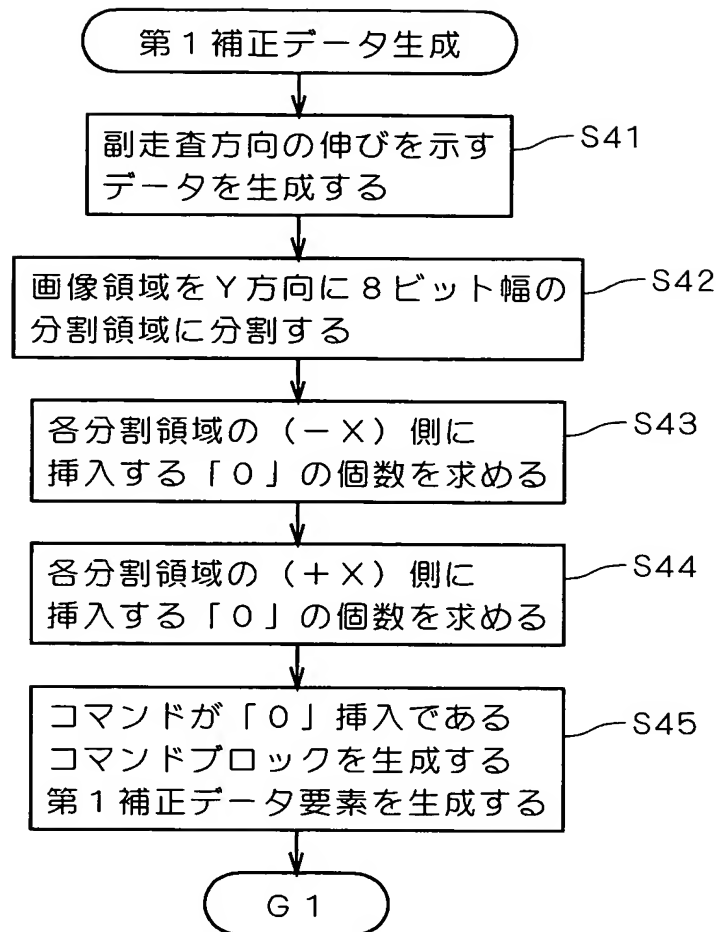 第１補正データ生成
副走査方向の伸びを示す
データを生成する
S41
画像領域をＹ方向に８ビット幅の
分割領域に分割する
S42
各分割領域の（－Ｘ）側に
挿入する「０」の個数を求める
S43
各分割領域の（＋Ｘ）側に
挿入する「０」の個数を求める
S44
コマンドが「０」挿入である
コマンドブロックを生成する
第１補正データ要素を生成する
S45
Ｇ１